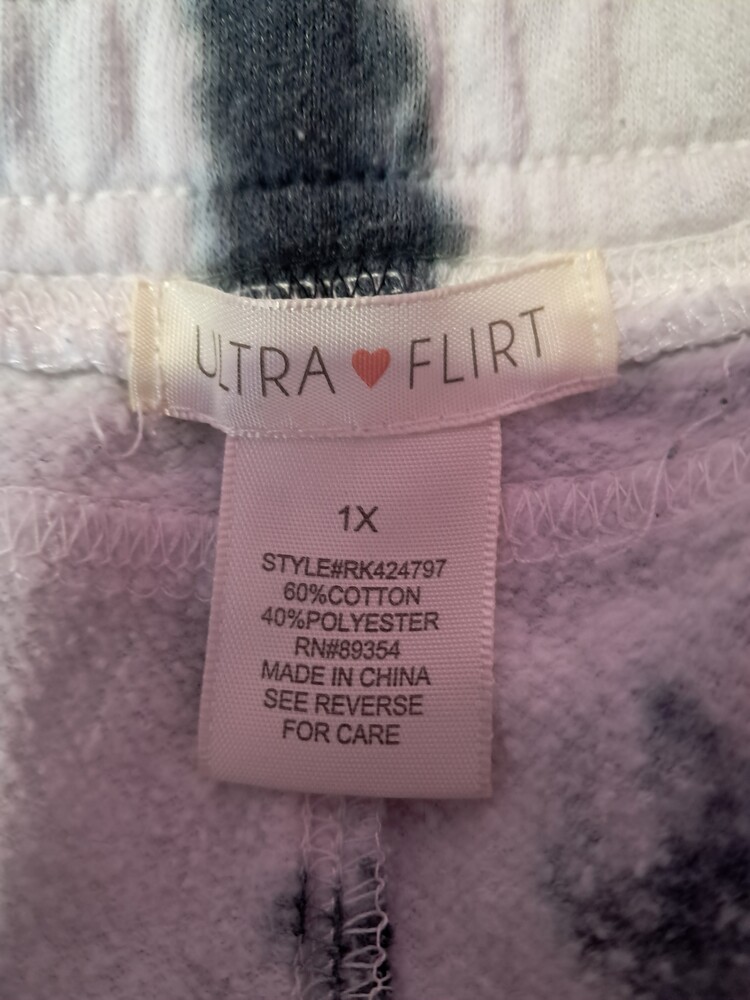 ULTRA ♥ FLIRT
1X
STYLE#RK424797
60%COTTON
40%POLYESTER
RN#89354
MADE IN CHINA
SEE REVERSE
FOR CARE